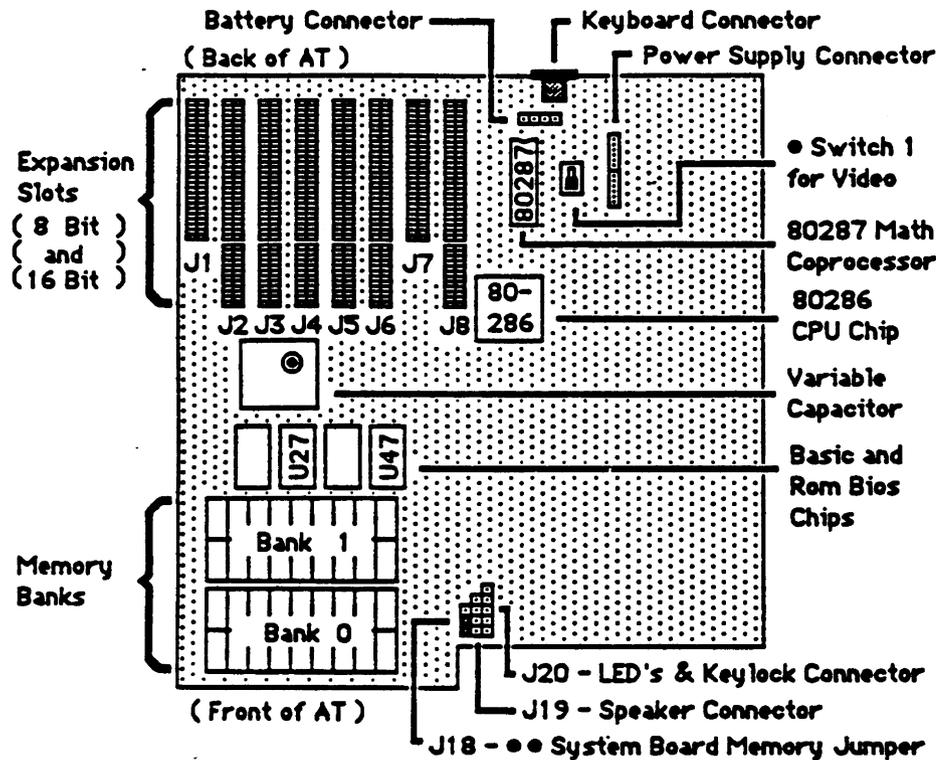 Battery Connector
Keyboard Connector
( Back of AT )
Power Supply Connector
Expansion
Slots
( 8 Bit )
( and )
(16 Bit )
● Switch 1
for Video
80287
80287 Math
Coprocessor
J1
J7
80-
286
80286
CPU Chip
J2 J3 J4 J5 J6
J8
Variable
Capacitor
U27
U47
Basic and
Rom Bios
Chips
Bank 1
Memory
Banks
Bank 0
J20 - LED's & Keylock Connector
( Front of AT )
J19 - Speaker Connector
J18 - ●● System Board Memory Jumper